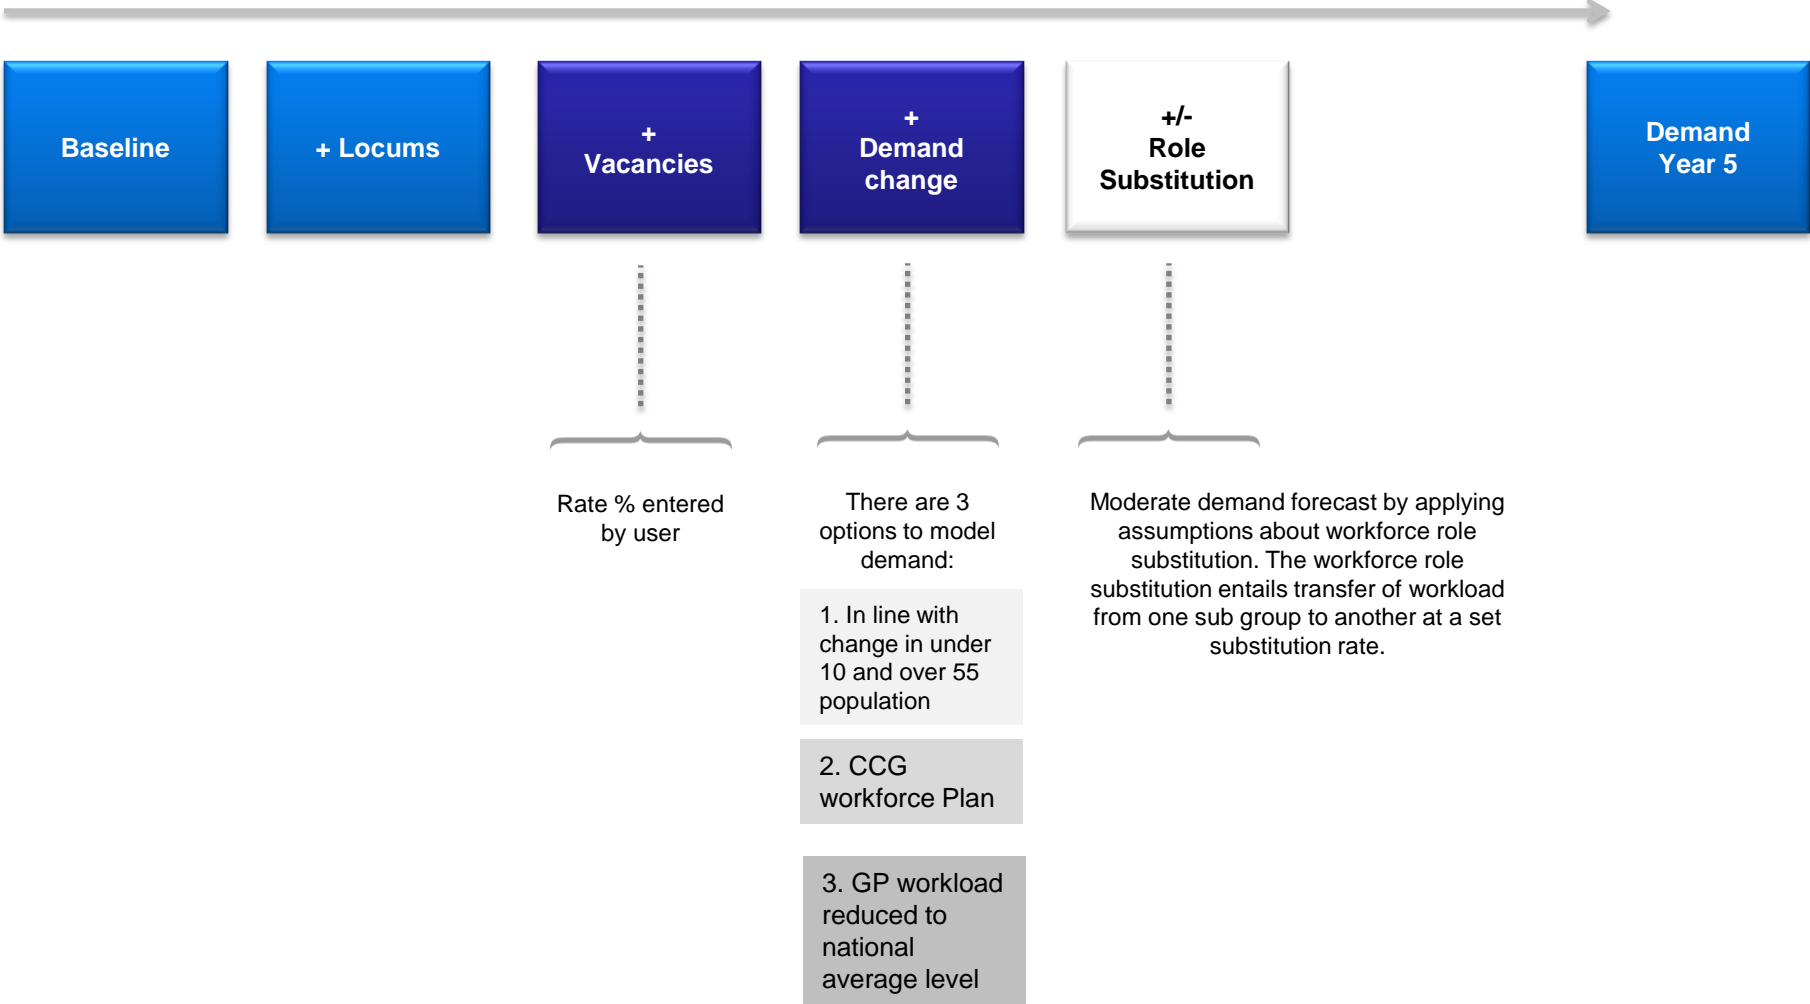 Baseline
+ Locums
+
Vacancies
+
Demand
change
+/-
Role
Substitution
Demand
Year 5
Rate % entered
by user
There are 3
options to model
demand:
1. In line with
change in under
10 and over 55
population
2. CCG
workforce Plan
3. GP workload
reduced to
national
average level
Moderate demand forecast by applying
assumptions about workforce role
substitution. The workforce role
substitution entails transfer of workload
from one sub group to another at a set
substitution rate.